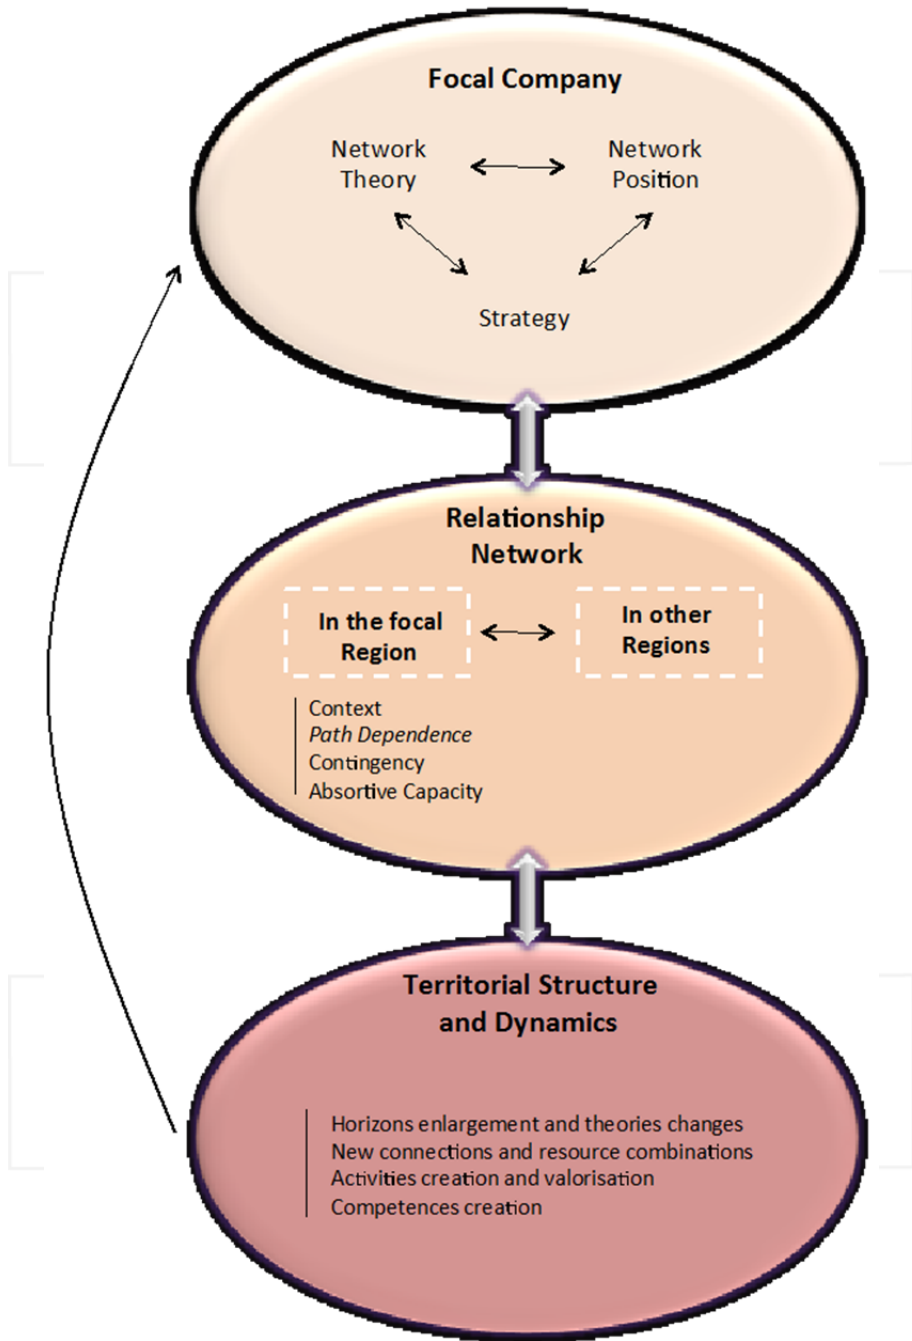 Focal Company
Network
Theory
Network
Position
Strategy
Relationship
Network
In the focal
Region
In other
Regions
Context
Path Dependence
Contingency
Absortive Capacity
Territorial Structure
and Dynamics
Horizons enlargement and theories changes
New connections and resource combinations
Activities creation and valorisation
Competences creation